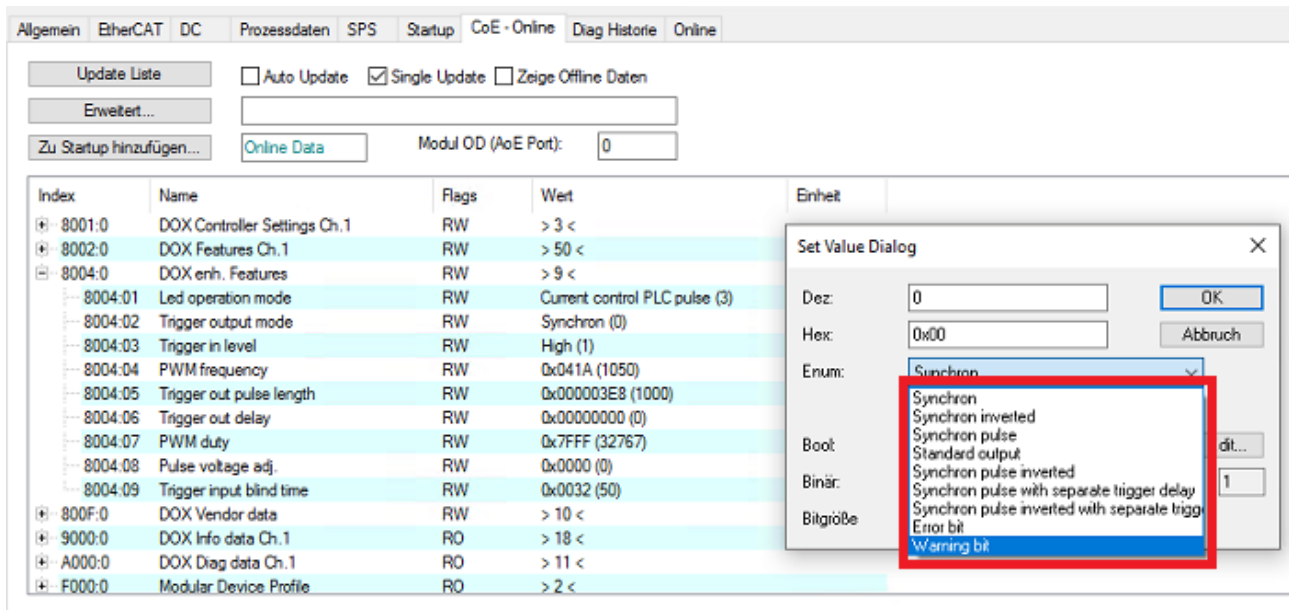 Allgemein EtherCAT DC Prozessdaten SPS Startup CoE - Online Diag Historie Online
Update Liste Auto Update Single Update Zeige Offline Daten
Erweitert...
Zu Startup hinzufügen... Online Data Modul OD (AoE Port): 0
Index Name Flags Wert Einheit
8001:0 DOX Controller Settings Ch.1 RW > 3 <
8002:0 DOX Features Ch.1 RW > 50 <
8004:0 DOX enh. Features RW > 9 <
8004:01 Led operation mode RW Current control PLC pulse (3)
8004:02 Trigger output mode RW Synchron (0)
8004:03 Trigger in level RW High (1)
8004:04 PWM frequency RW 0x041A (1050)
8004:05 Trigger out pulse length RW 0x000003E8 (1000)
8004:06 Trigger out delay RW 0x00000000 (0)
8004:07 PWM duty RW 0x7FFF (32767)
8004:08 Pulse voltage adj. RW 0x0000 (0)
8004:09 Trigger input blind time RW 0x0032 (50)
800F:0 DOX Vendor data RW > 10 <
9000:0 DOX Info data Ch.1 RO > 18 <
A000:0 DOX Diag data Ch.1 RO > 11 <
F000:0 Modular Device Profile RO > 2 <
Set Value Dialog
Dez: 0 OK
Hex: 0x00 Abbruch
Enum: Synchron
Synchron
Synchron inverted
Synchron pulse
Standard output
Synchron pulse inverted
Synchron pulse with separate trigger delay
Synchron pulse inverted with separate trigge
Error bit
Warning bit
Bool: dit...
Binär: 1
Bitgröße